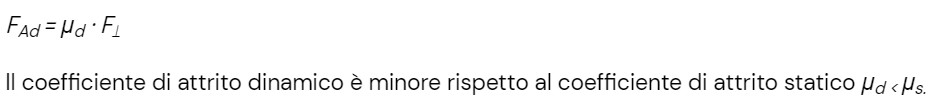 F_Ad = μ_d · F_⊥
Il coefficiente di attrito dinamico è minore rispetto al coefficiente di attrito statico μ_d < μ_s.